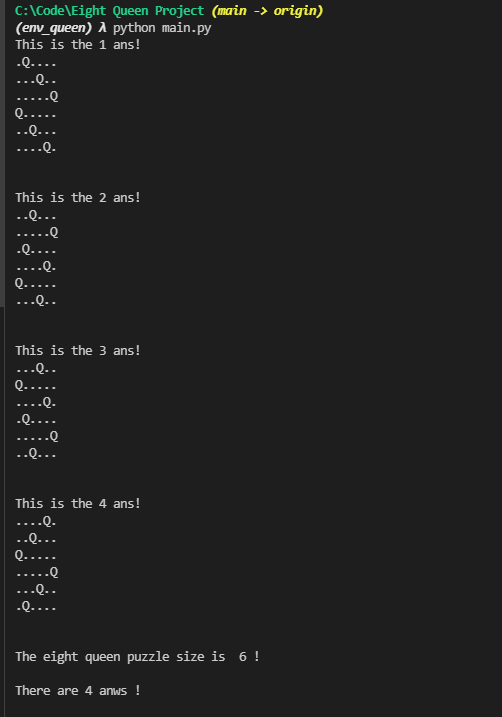 C:\Code\Eight Queen Project (main -> origin)
(env_queen) λ python main.py
This is the 1 ans!
.Q....
...Q..
.....Q
Q.....
..Q...
....Q.
This is the 2 ans!
..Q...
.....Q
.Q....
....Q.
Q.....
...Q..
This is the 3 ans!
...Q..
Q.....
....Q.
.Q....
.....Q
..Q...
This is the 4 ans!
....Q.
..Q...
Q.....
.....Q
...Q..
.Q....
The eight queen puzzle size is  6 !
There are 4 anws !